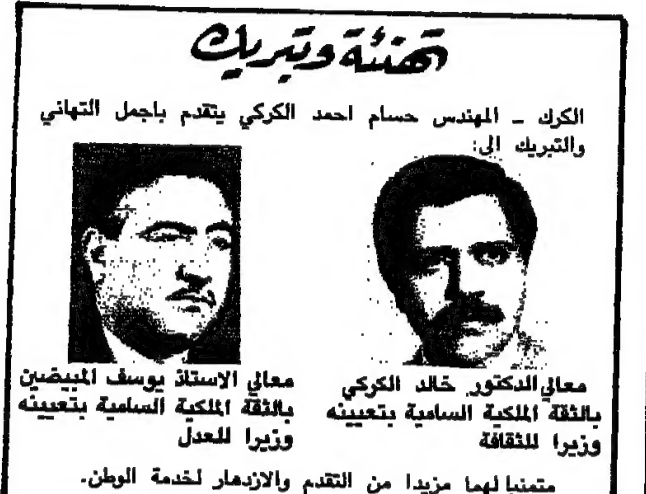 تهنئة وتبريك
الكرك - المهندس حسام احمد الكركي يتقدم باجمل التهاني
والتبريك الى:
معالي الدكتور خالد الكركي
بالثقة الملكية السامية بتعيينه
وزيرا للثقافة
معالي الاستاذ يوسف المبيضين
بالثقة الملكية السامية بتعيينه
وزيرا للعدل
متمنيا لهما مزيدا من التقدم والازدهار لخدمة الوطن.